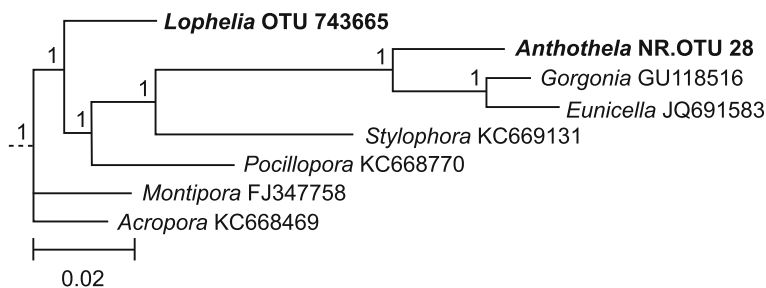 Lophelia OTU 743665
1
1
Anthothela NR.OTU 28
1
Gorgonia GU118516
1
Eunicella JQ691583
1
1
Stylophora KC669131
1
Pocillopora KC668770
Montipora FJ347758
Acropora KC668469
0.02